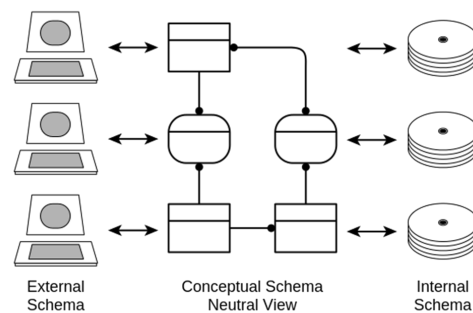 External
Schema
Conceptual Schema
Neutral View
Internal
Schema